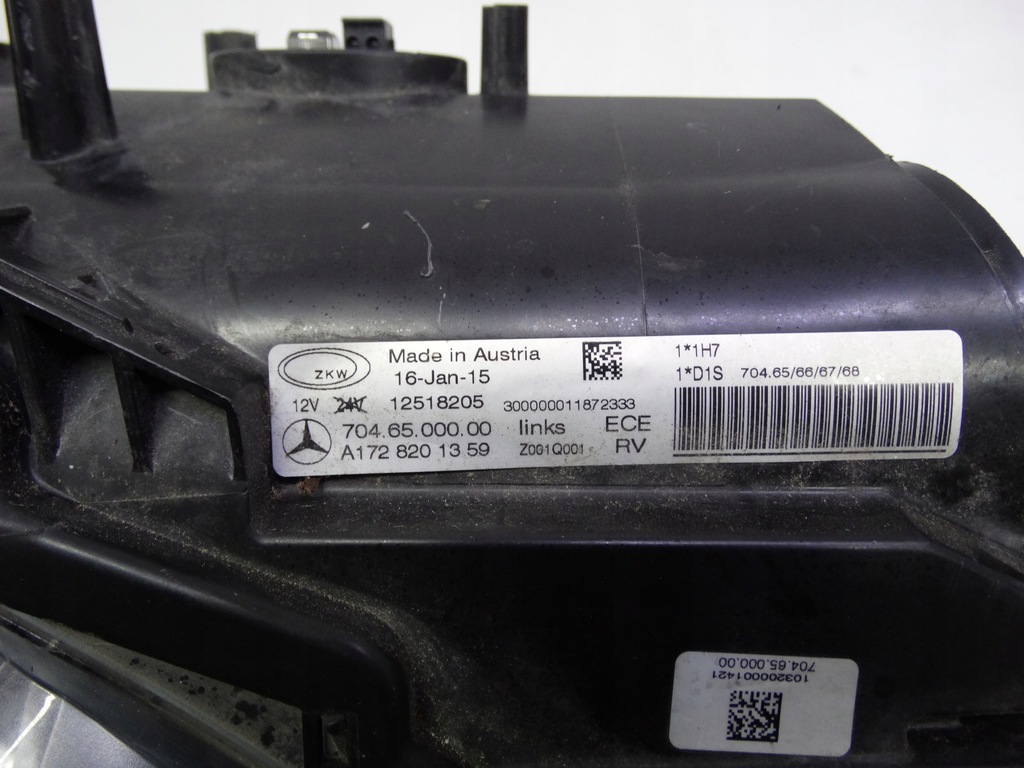 ZKW
Made in Austria
16-Jan-15
12V 24V 12518205
704.65.000.00
A172 820 13 59
300000011872333
links ECE
Z001Q001 RV
1*1H7
1*D1S 704.65/66/67/68
1032000001421
704.65.000.00